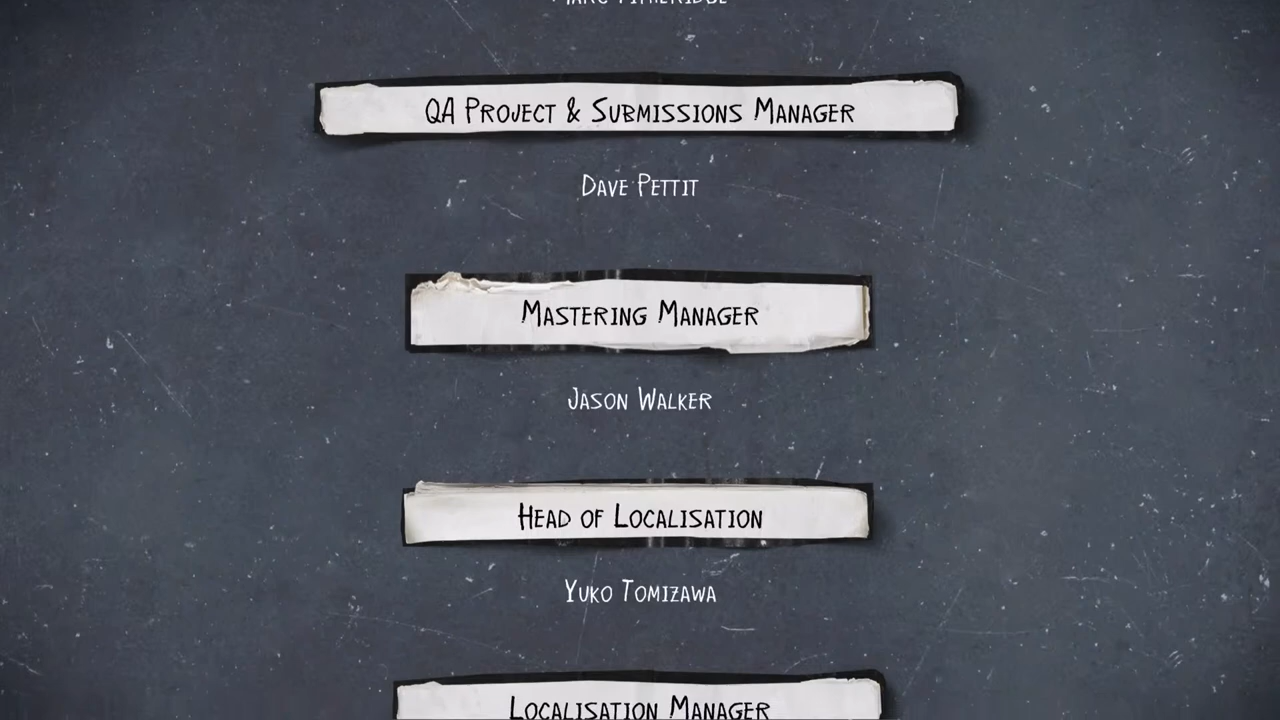 QA Project & Submissions Manager
Dave Pettit
Mastering Manager
Jason Walker
Head of Localisation
Yuko Tomizawa
Localisation Manager